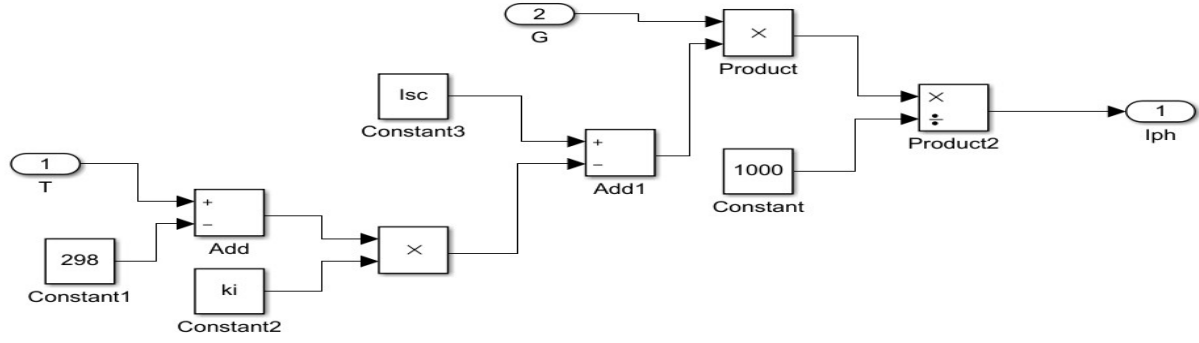 2
G
×
Product
Isc
Constant3
×
÷
Product2
1
Iph
+
−
Add1
1000
Constant
1
T
+
−
Add
298
Constant1
×
ki
Constant2